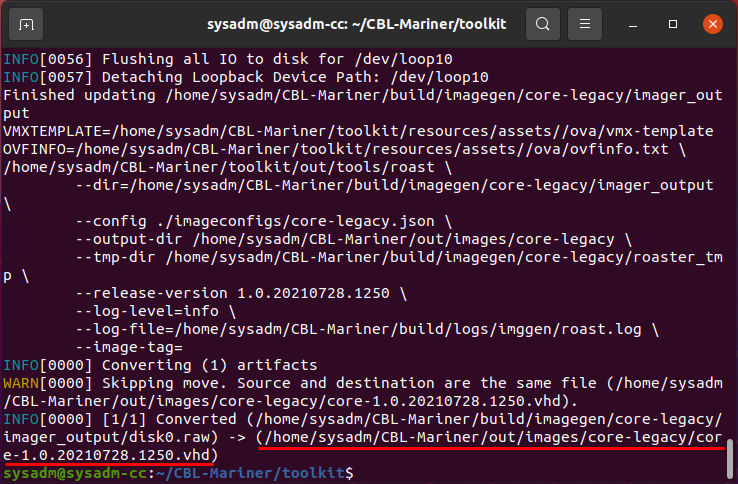 sysadm@sysadm-cc: ~/CBL-Mariner/toolkit
INFO[0056] Flushing all IO to disk for /dev/loop10
INFO[0057] Detaching Loopback Device Path: /dev/loop10
Finished updating /home/sysadm/CBL-Mariner/build/imagegen/core-legacy/imager_out
put
VMXTEMPLATE=/home/sysadm/CBL-Mariner/toolkit/resources/assets//ova/vmx-template
OVFINFO=/home/sysadm/CBL-Mariner/toolkit/resources/assets//ova/ovfinfo.txt \
/home/sysadm/CBL-Mariner/toolkit/out/tools/roast \
--dir=/home/sysadm/CBL-Mariner/build/imagegen/core-legacy/imager_output
\
--config ./imageconfigs/core-legacy.json \
--output-dir /home/sysadm/CBL-Mariner/out/images/core-legacy \
--tmp-dir /home/sysadm/CBL-Mariner/build/imagegen/core-legacy/roaster_tm
p \
--release-version 1.0.20210728.1250 \
--log-level=info \
--log-file=/home/sysadm/CBL-Mariner/build/logs/imggen/roast.log \
--image-tag=
INFO[0000] Converting (1) artifacts
WARN[0000] Skipping move. Source and destination are the same file (/home/sysadm
/CBL-Mariner/out/images/core-legacy/core-1.0.20210728.1250.vhd).
INFO[0000] [1/1] Converted (/home/sysadm/CBL-Mariner/build/imagegen/core-legacy/
imager_output/disk0.raw) -> (/home/sysadm/CBL-Mariner/out/images/core-legacy/cor
e-1.0.20210728.1250.vhd)
sysadm@sysadm-cc:~/CBL-Mariner/toolkit$